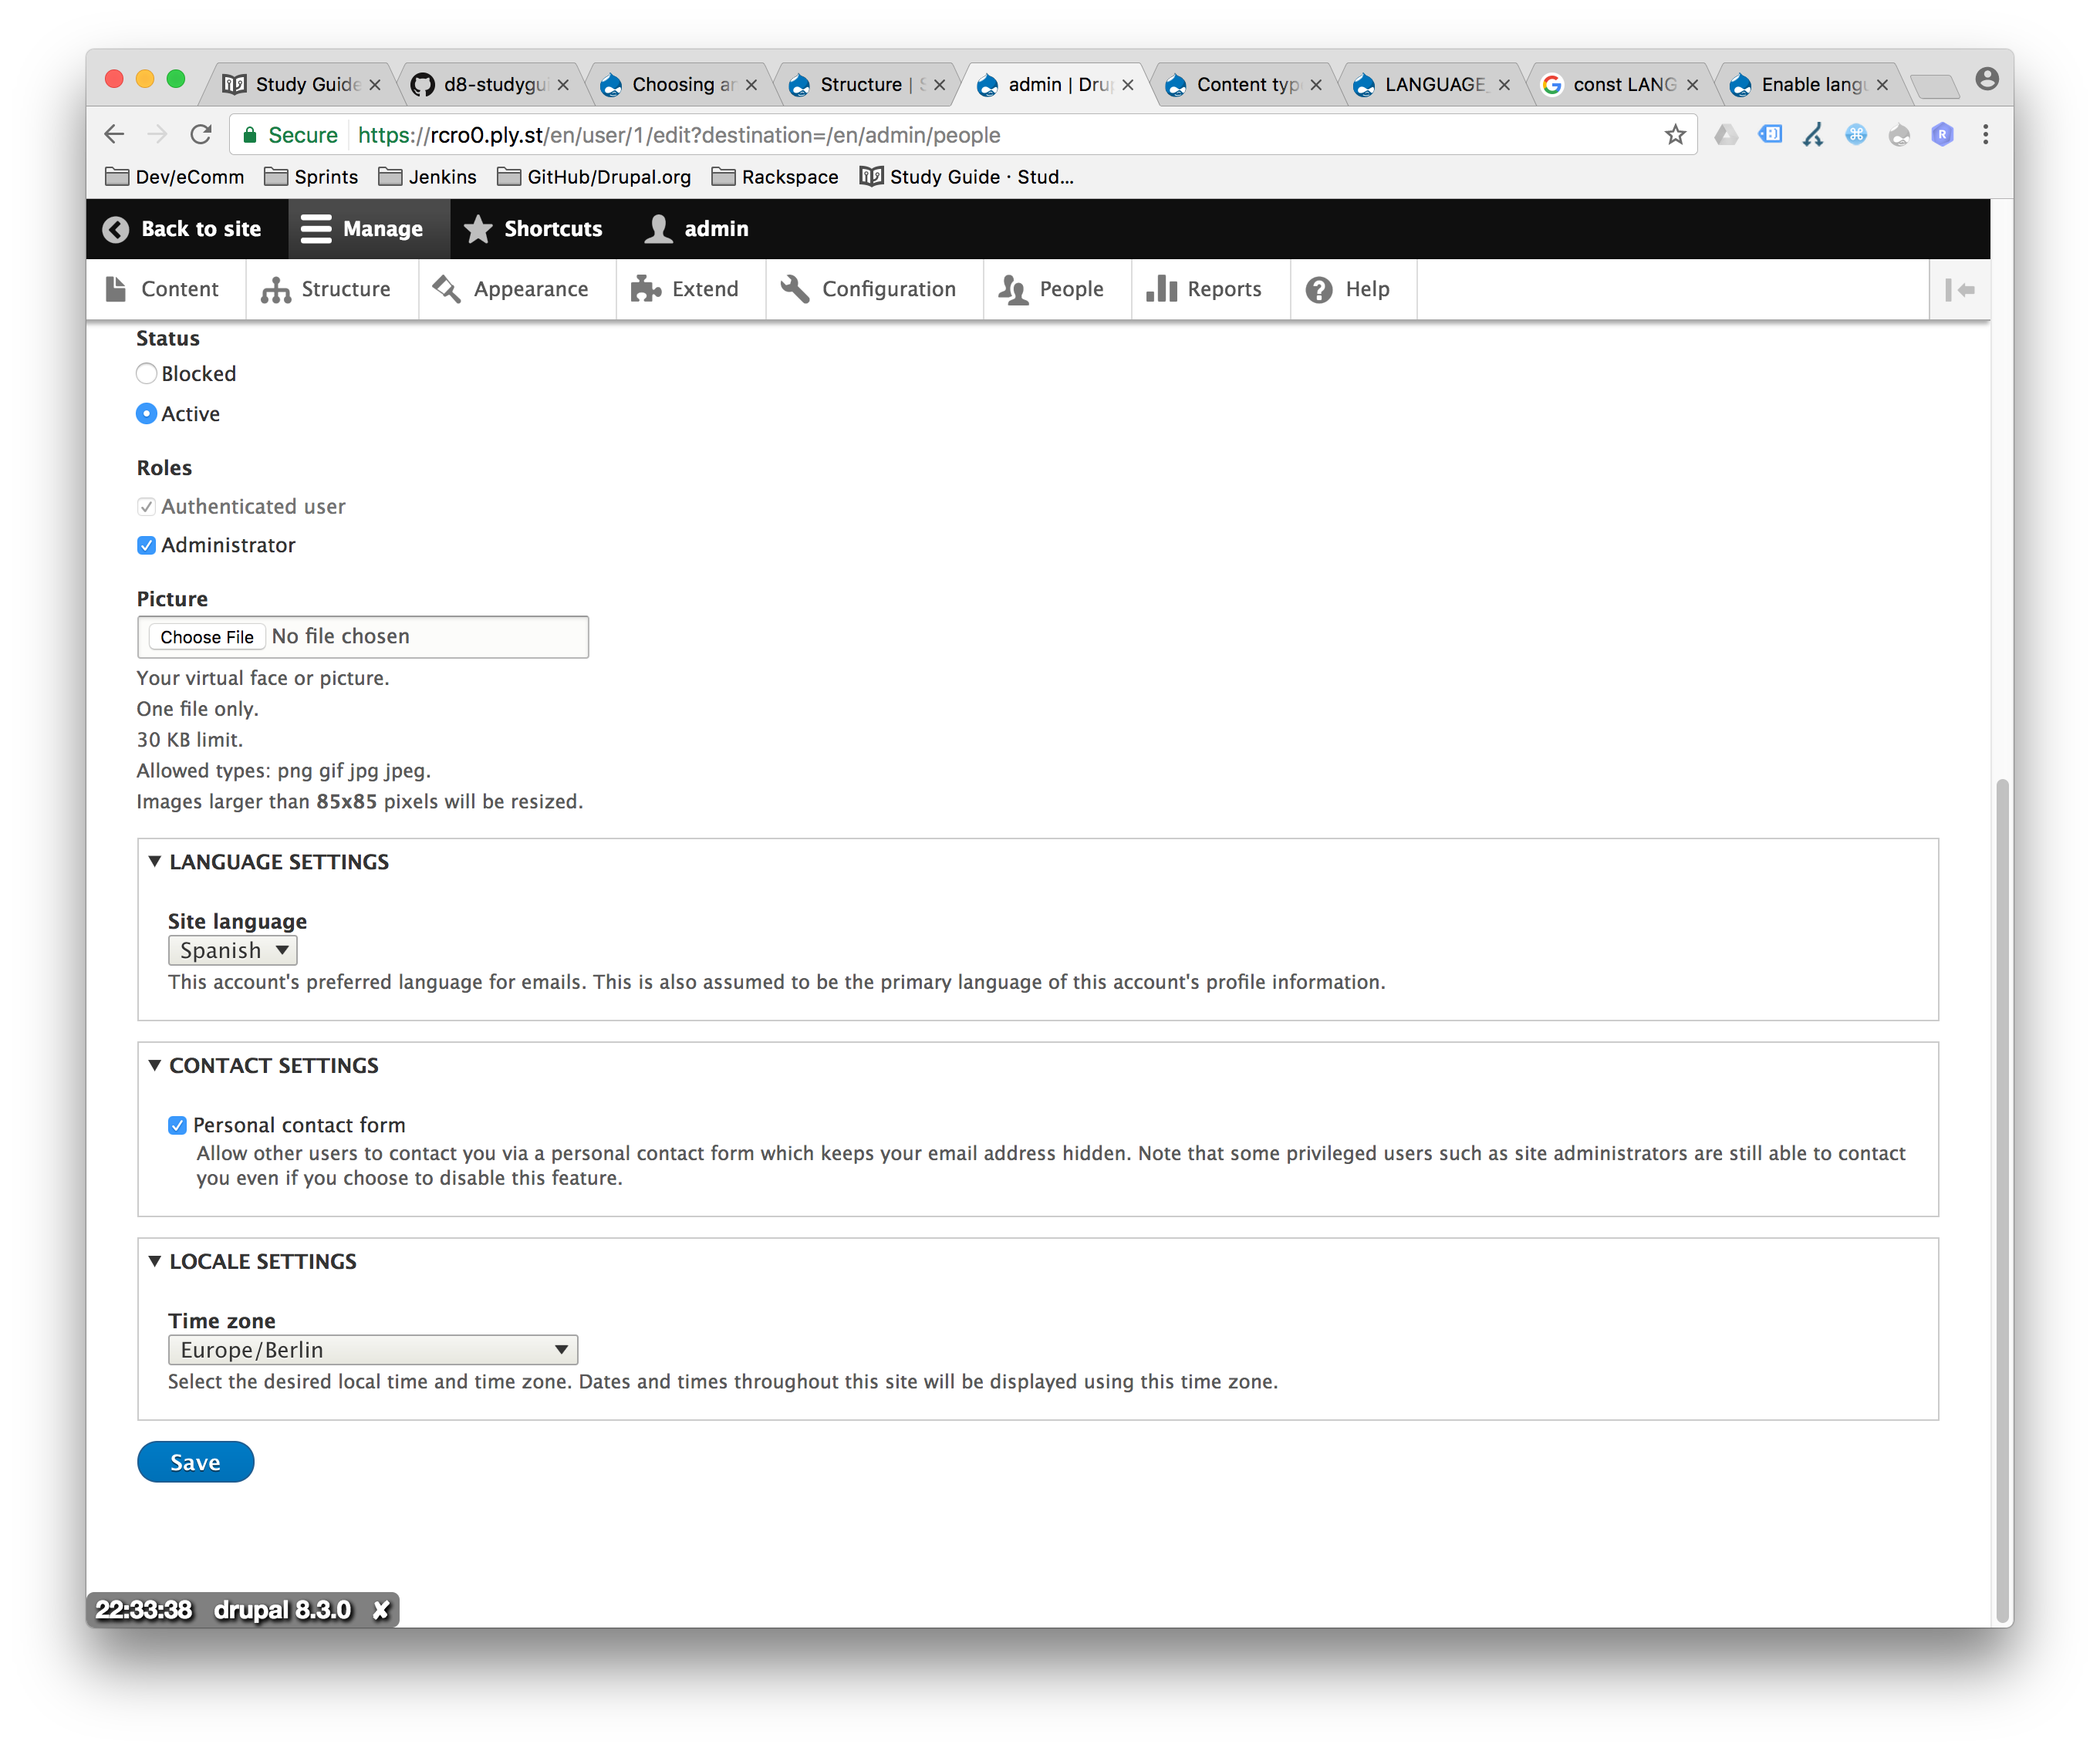 Study Guide
d8-studygui
Choosing an
Structure | S
admin | Drup
Content type
LANGUAGE_
const LANG
Enable langu
Secure https://rcro0.ply.st/en/user/1/edit?destination=/en/admin/people
Dev/eComm Sprints Jenkins GitHub/Drupal.org Rackspace Study Guide · Stud...
Back to site Manage Shortcuts admin
Content Structure Appearance Extend Configuration People Reports Help
Status
Blocked
Active
Roles
Authenticated user
Administrator
Picture
Choose File No file chosen
Your virtual face or picture.
One file only.
30 KB limit.
Allowed types: png gif jpg jpeg.
Images larger than 85x85 pixels will be resized.
LANGUAGE SETTINGS
Site language
Spanish
This account's preferred language for emails. This is also assumed to be the primary language of this account's profile information.
CONTACT SETTINGS
Personal contact form
Allow other users to contact you via a personal contact form which keeps your email address hidden. Note that some privileged users such as site administrators are still able to contact
you even if you choose to disable this feature.
LOCALE SETTINGS
Time zone
Europe/Berlin
Select the desired local time and time zone. Dates and times throughout this site will be displayed using this time zone.
Save
22:33:38 drupal 8.3.0 ✘